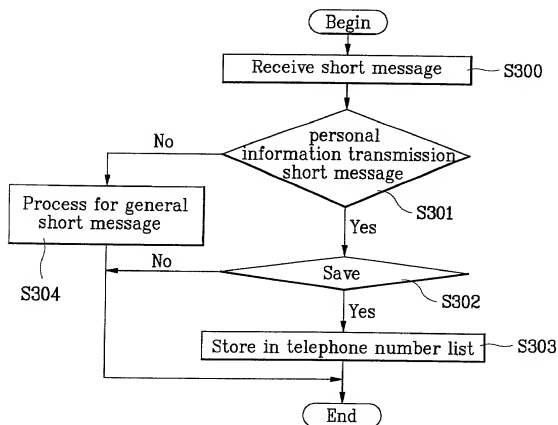 Begin
Receive short message
S300
personal
information transmission
short message
S301
No
Yes
Process for general
short message
S304
No
Save
S302
Yes
Store in telephone number list
S303
End